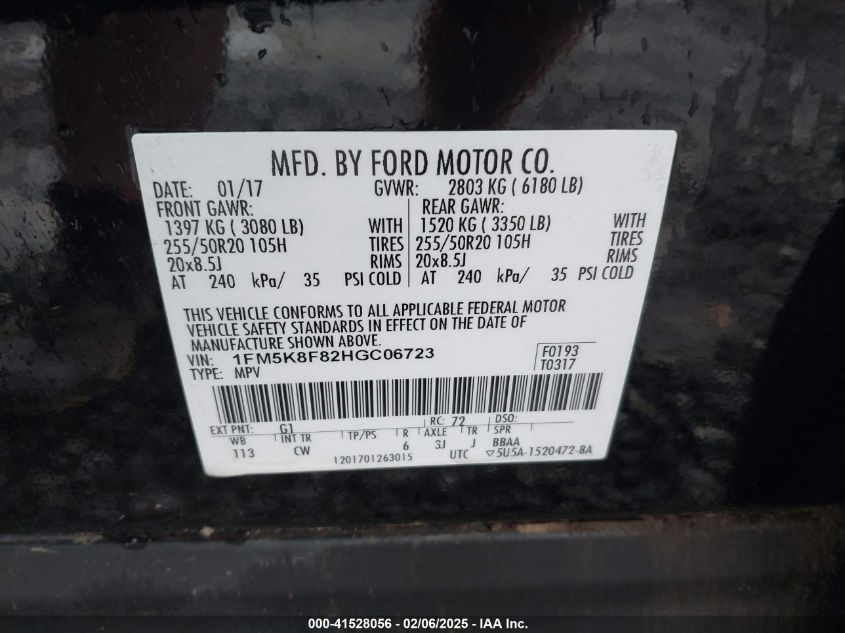 MFD. BY FORD MOTOR CO.
DATE: 01/17 GVWR: 2803 KG ( 6180 LB)
FRONT GAWR: REAR GAWR:
1397 KG ( 3080 LB) WITH 1520 KG ( 3350 LB) WITH
255/50R20 105H TIRES 255/50R20 105H TIRES
20x8.5J RIMS 20x8.5J RIMS
AT 240 kPa/ 35 PSI COLD AT 240 kPa/ 35 PSI COLD
THIS VEHICLE CONFORMS TO ALL APPLICABLE FEDERAL MOTOR
VEHICLE SAFETY STANDARDS IN EFFECT ON THE DATE OF
MANUFACTURE SHOWN ABOVE.
VIN: 1FM5K8F82HGC06723 F0193
TYPE: MPV T0317
EXT PNT: G1 RC: 72 DSO:
WB INT TR TP/PS R AXLE TR SPR
113 CW 6 3J J BBAA
1201701263015 UTC ▽5U5A-1520472-BA
000-41528056 - 02/06/2025 - IAA Inc.